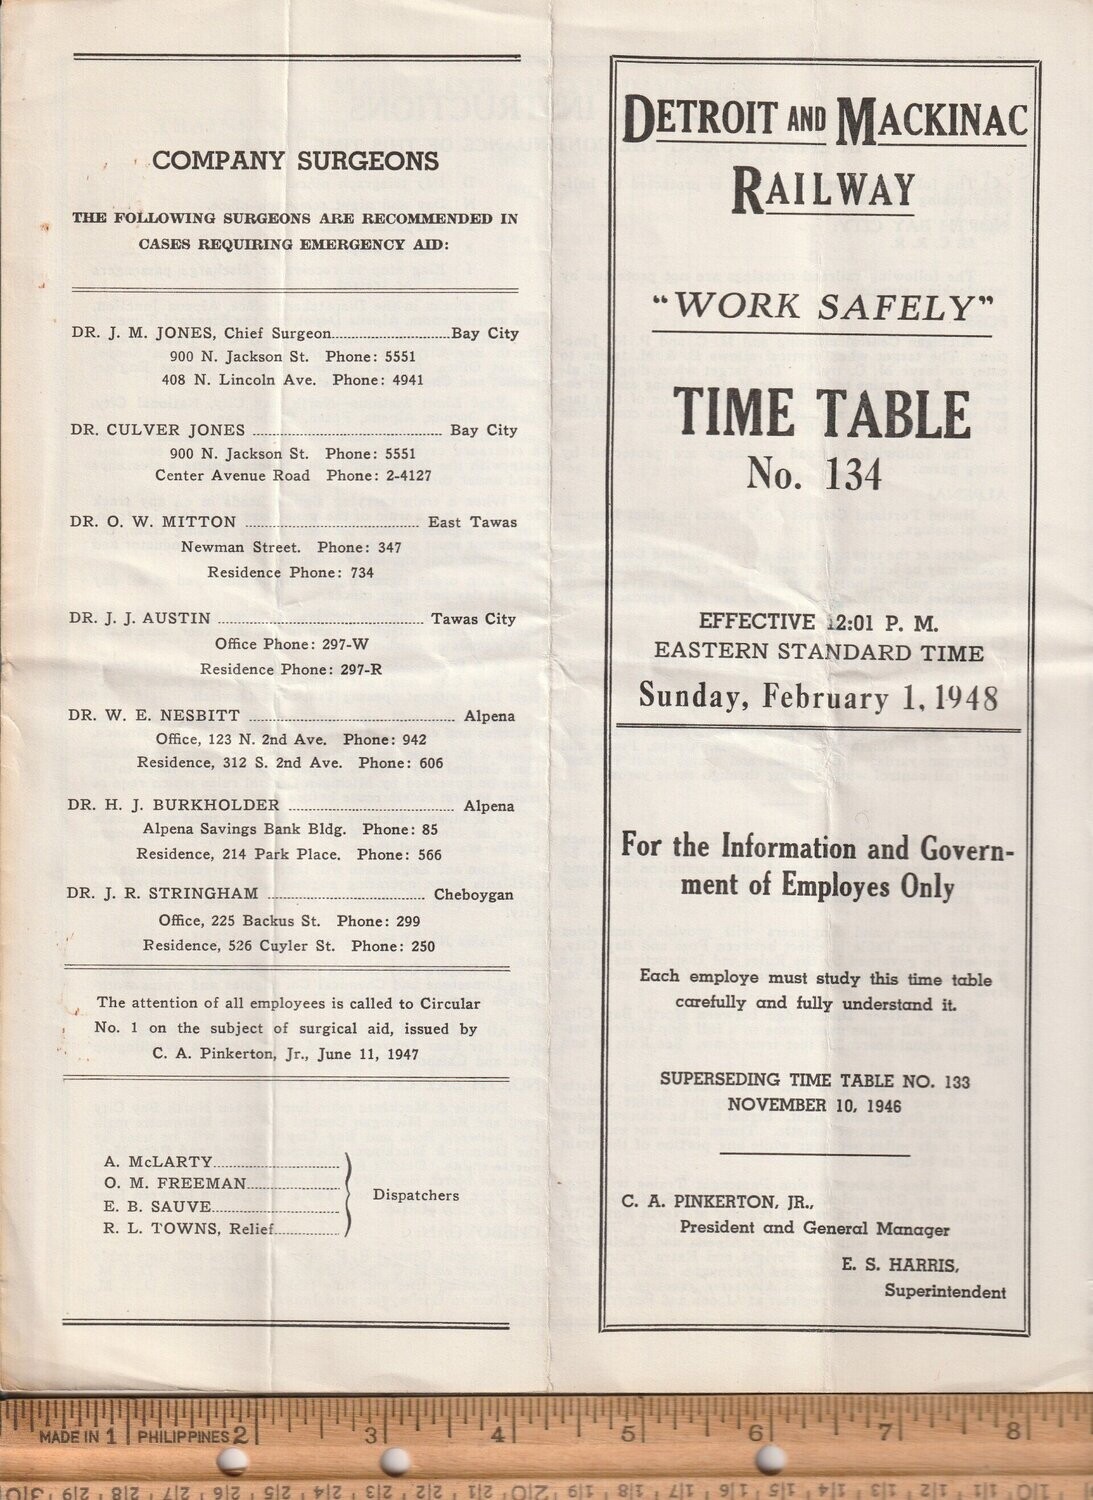 COMPANY SURGEONS
THE FOLLOWING SURGEONS ARE RECOMMENDED IN
CASES REQUIRING EMERGENCY AID:
DR. J. M. JONES, Chief Surgeon Bay City
900 N. Jackson St. Phone: 5551
408 N. Lincoln Ave. Phone: 4941
DR. CULVER JONES Bay City
900 N. Jackson St. Phone: 5551
Center Avenue Road Phone: 2-4127
DR. O. W. MITTON East Tawas
Newman Street. Phone: 347
Residence Phone: 734
DR. J. J. AUSTIN Tawas City
Office Phone: 297-W
Residence Phone: 297-R
DR. W. E. NESBITT Alpena
Office, 123 N. 2nd Ave. Phone: 942
Residence, 312 S. 2nd Ave. Phone: 606
DR. H. J. BURKHOLDER Alpena
Alpena Savings Bank Bldg. Phone: 85
Residence, 214 Park Place. Phone: 566
DR. J. R. STRINGHAM Cheboygan
Office, 225 Backus St. Phone: 299
Residence, 526 Cuyler St. Phone: 250
The attention of all employees is called to Circular
No. 1 on the subject of surgical aid, issued by
C. A. Pinkerton, Jr., June 11, 1947
A. McLARTY
O. M. FREEMAN
E. B. SAUVE
R. L. TOWNS, Relief
Dispatchers
DETROIT AND MACKINAC
RAILWAY
"WORK SAFELY"
TIME TABLE
No. 134
EFFECTIVE 12:01 P. M.
EASTERN STANDARD TIME
Sunday, February 1, 1948
For the Information and Govern-
ment of Employes Only
Each employe must study this time table
carefully and fully understand it.
SUPERSEDING TIME TABLE NO. 133
NOVEMBER 10, 1946
C. A. PINKERTON, JR.,
President and General Manager
E. S. HARRIS,
Superintendent
MADE IN 1 PHILIPPINES 2 3 4 5 6 7 8